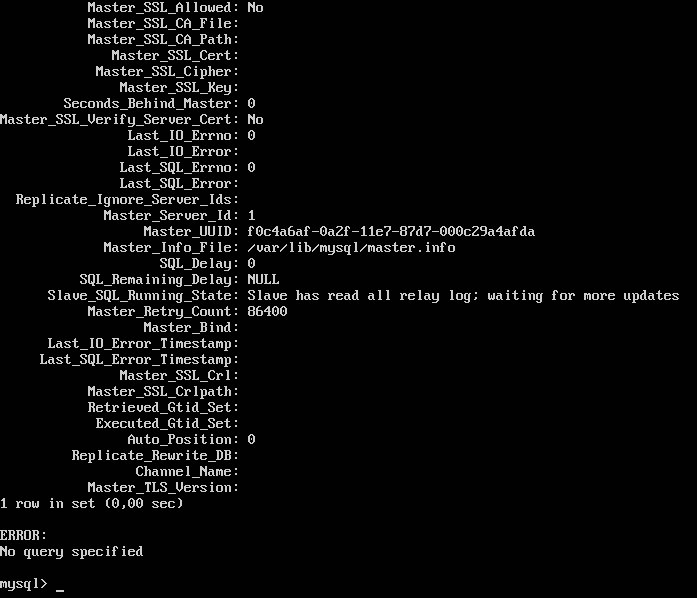 Master_SSL_Allowed: No
Master_SSL_CA_File:
Master_SSL_CA_Path:
Master_SSL_Cert:
Master_SSL_Cipher:
Master_SSL_Key:
Seconds_Behind_Master: 0
Master_SSL_Verify_Server_Cert: No
Last_IO_Errno: 0
Last_IO_Error:
Last_SQL_Errno: 0
Last_SQL_Error:
Replicate_Ignore_Server_Ids:
Master_Server_Id: 1
Master_UUID: f0c4a6af-0a2f-11e7-87d7-000c29a4afda
Master_Info_File: /var/lib/mysql/master.info
SQL_Delay: 0
SQL_Remaining_Delay: NULL
Slave_SQL_Running_State: Slave has read all relay log; waiting for more updates
Master_Retry_Count: 86400
Master_Bind:
Last_IO_Error_Timestamp:
Last_SQL_Error_Timestamp:
Master_SSL_Crl:
Master_SSL_Crlpath:
Retrieved_Gtid_Set:
Executed_Gtid_Set:
Auto_Position: 0
Replicate_Rewrite_DB:
Channel_Name:
Master_TLS_Version:
1 row in set (0,00 sec)
ERROR:
No query specified
mysql> _